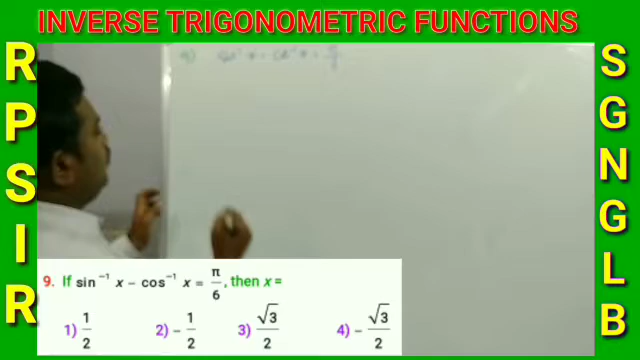 INVERSE TRIGONOMETRIC FUNCTIONS
R
P
S
I
R
9. If sin⁻¹ x – cos⁻¹ x = π/6, then x =
1) 1/2 2) – 1/2 3) √3/2 4) – √3/2
S
G
N
G
L
B